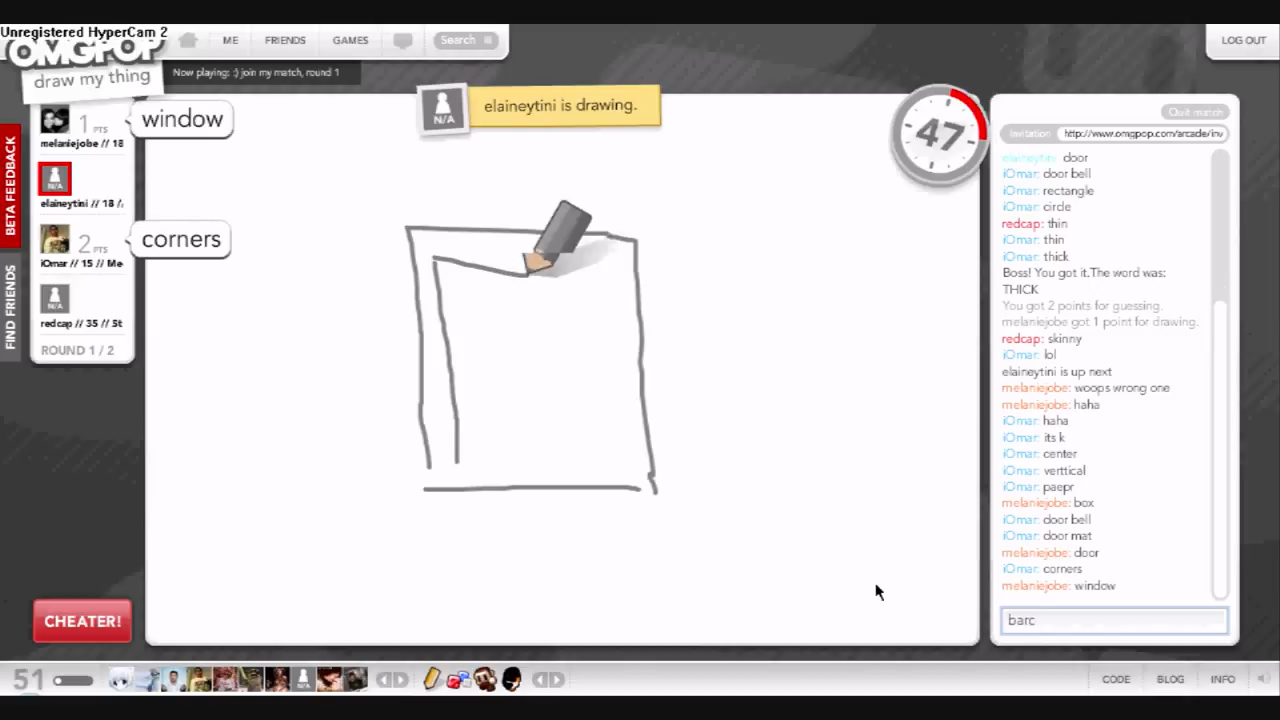 Unregistered HyperCam 2
OMGPOP
draw my thing
ME
FRIENDS
GAMES
Search
LOG OUT
Now playing: :) join my match, round 1
BETA FEEDBACK
FIND FRIENDS
1 PTS
melaniejobe // 18
window
N/A
elaineytini // 18 /
2 PTS
iOmar // 15 // Me
corners
N/A
redcap // 35 // St
ROUND 1 / 2
CHEATER!
N/A
elaineytini is drawing.
47
Quit match
Invitation http://www.omgpop.com/arcade/inv
elaineytini: door
iOmar: door bell
iOmar: rectangle
iOmar: circle
redcap: thin
iOmar: thin
iOmar: thick
Boss! You got it.The word was:
THICK
You got 2 points for guessing.
melaniejobe got 1 point for drawing.
redcap: skinny
iOmar: lol
elaineytini is up next
melaniejobe: woops wrong one
melaniejobe: haha
iOmar: haha
iOmar: its k
iOmar: center
iOmar: verttical
iOmar: paepr
melaniejobe: box
iOmar: door bell
iOmar: door mat
melaniejobe: door
iOmar: corners
melaniejobe: window
barc
51
N/A
CODE
BLOG
INFO